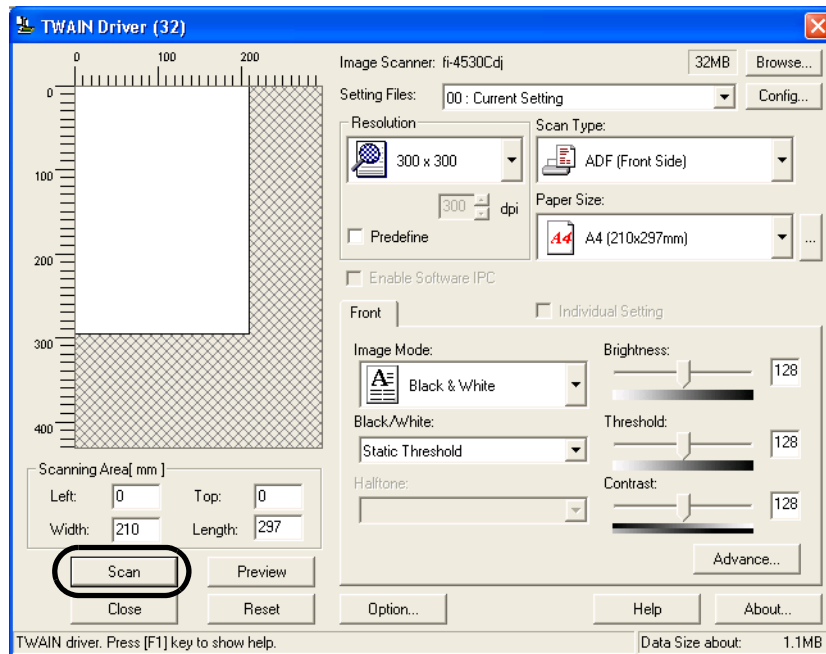 TWAIN Driver (32)
0 100 200
0
100
200
300
400
Image Scanner: fi-4530Cdj 32MB Browse...
Setting Files: 00 : Current Setting Config...
Resolution
300 x 300
300 dpi
Predefine
Scan Type:
ADF (Front Side)
Paper Size:
A4 A4 (210x297mm) ...
Enable Software IPC
Front Individual Setting
Image Mode:
A Black & White
Black/White:
Static Threshold
Halftone:
Brightness:
128
Threshold:
128
Contrast:
128
Advance...
Scanning Area[ mm ]
Left: 0 Top: 0
Width: 210 Length: 297
Scan Preview
Close Reset Option... Help About...
TWAIN driver. Press [F1] key to show help. Data Size about: 1.1MB